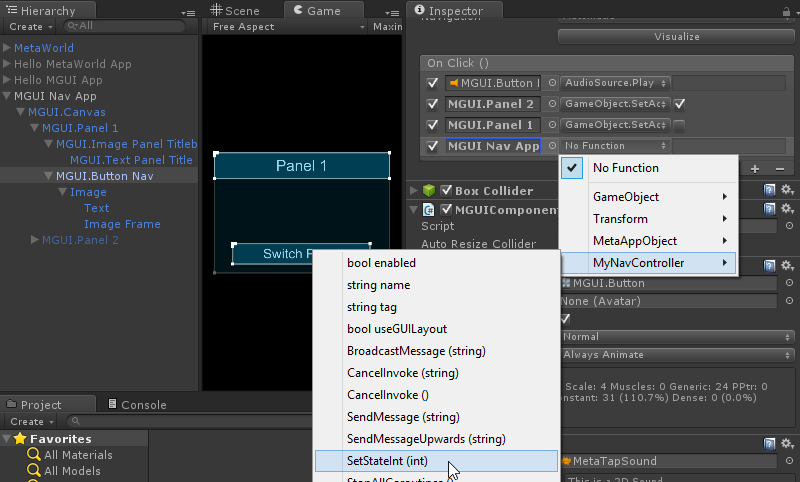 Hierarchy
Create
All
MetaWorld
Hello MetaWorld App
Hello MGUI App
MGUI Nav App
MGUI.Canvas
MGUI.Panel 1
MGUI.Image Panel Titleb
MGUI.Text Panel Title
MGUI.Button Nav
Image
Text
Image Frame
MGUI.Panel 2
Scene
Game
Free Aspect
Maxin
Panel 1
Switch P
Inspector
Navigation
Automatic
Visualize
On Click ()
MGUI.Button
AudioSource.Play
MGUI.Panel 2
GameObject.SetAc
MGUI.Panel 1
GameObject.SetAc
MGUI Nav App
No Function
No Function
GameObject
Transform
MetaAppObject
MyNavController
Box Collider
MGUIComponen
Script
Auto Resize Collider
MGUI.Button
None (Avatar)
Normal
Always Animate
Scale: 4 Muscles: 0 Generic: 24 PPtr: 0
onstant: 31 (110.7%) Dense: 0 (0.0%)
MetaTapSound
This is a 2D Sound
bool enabled
string name
string tag
bool useGUILayout
BroadcastMessage (string)
CancelInvoke (string)
CancelInvoke ()
SendMessage (string)
SendMessageUpwards (string)
SetStateInt (int)
StopAllCoroutines ()
Project
Console
Create
Favorites
All Materials
All Models